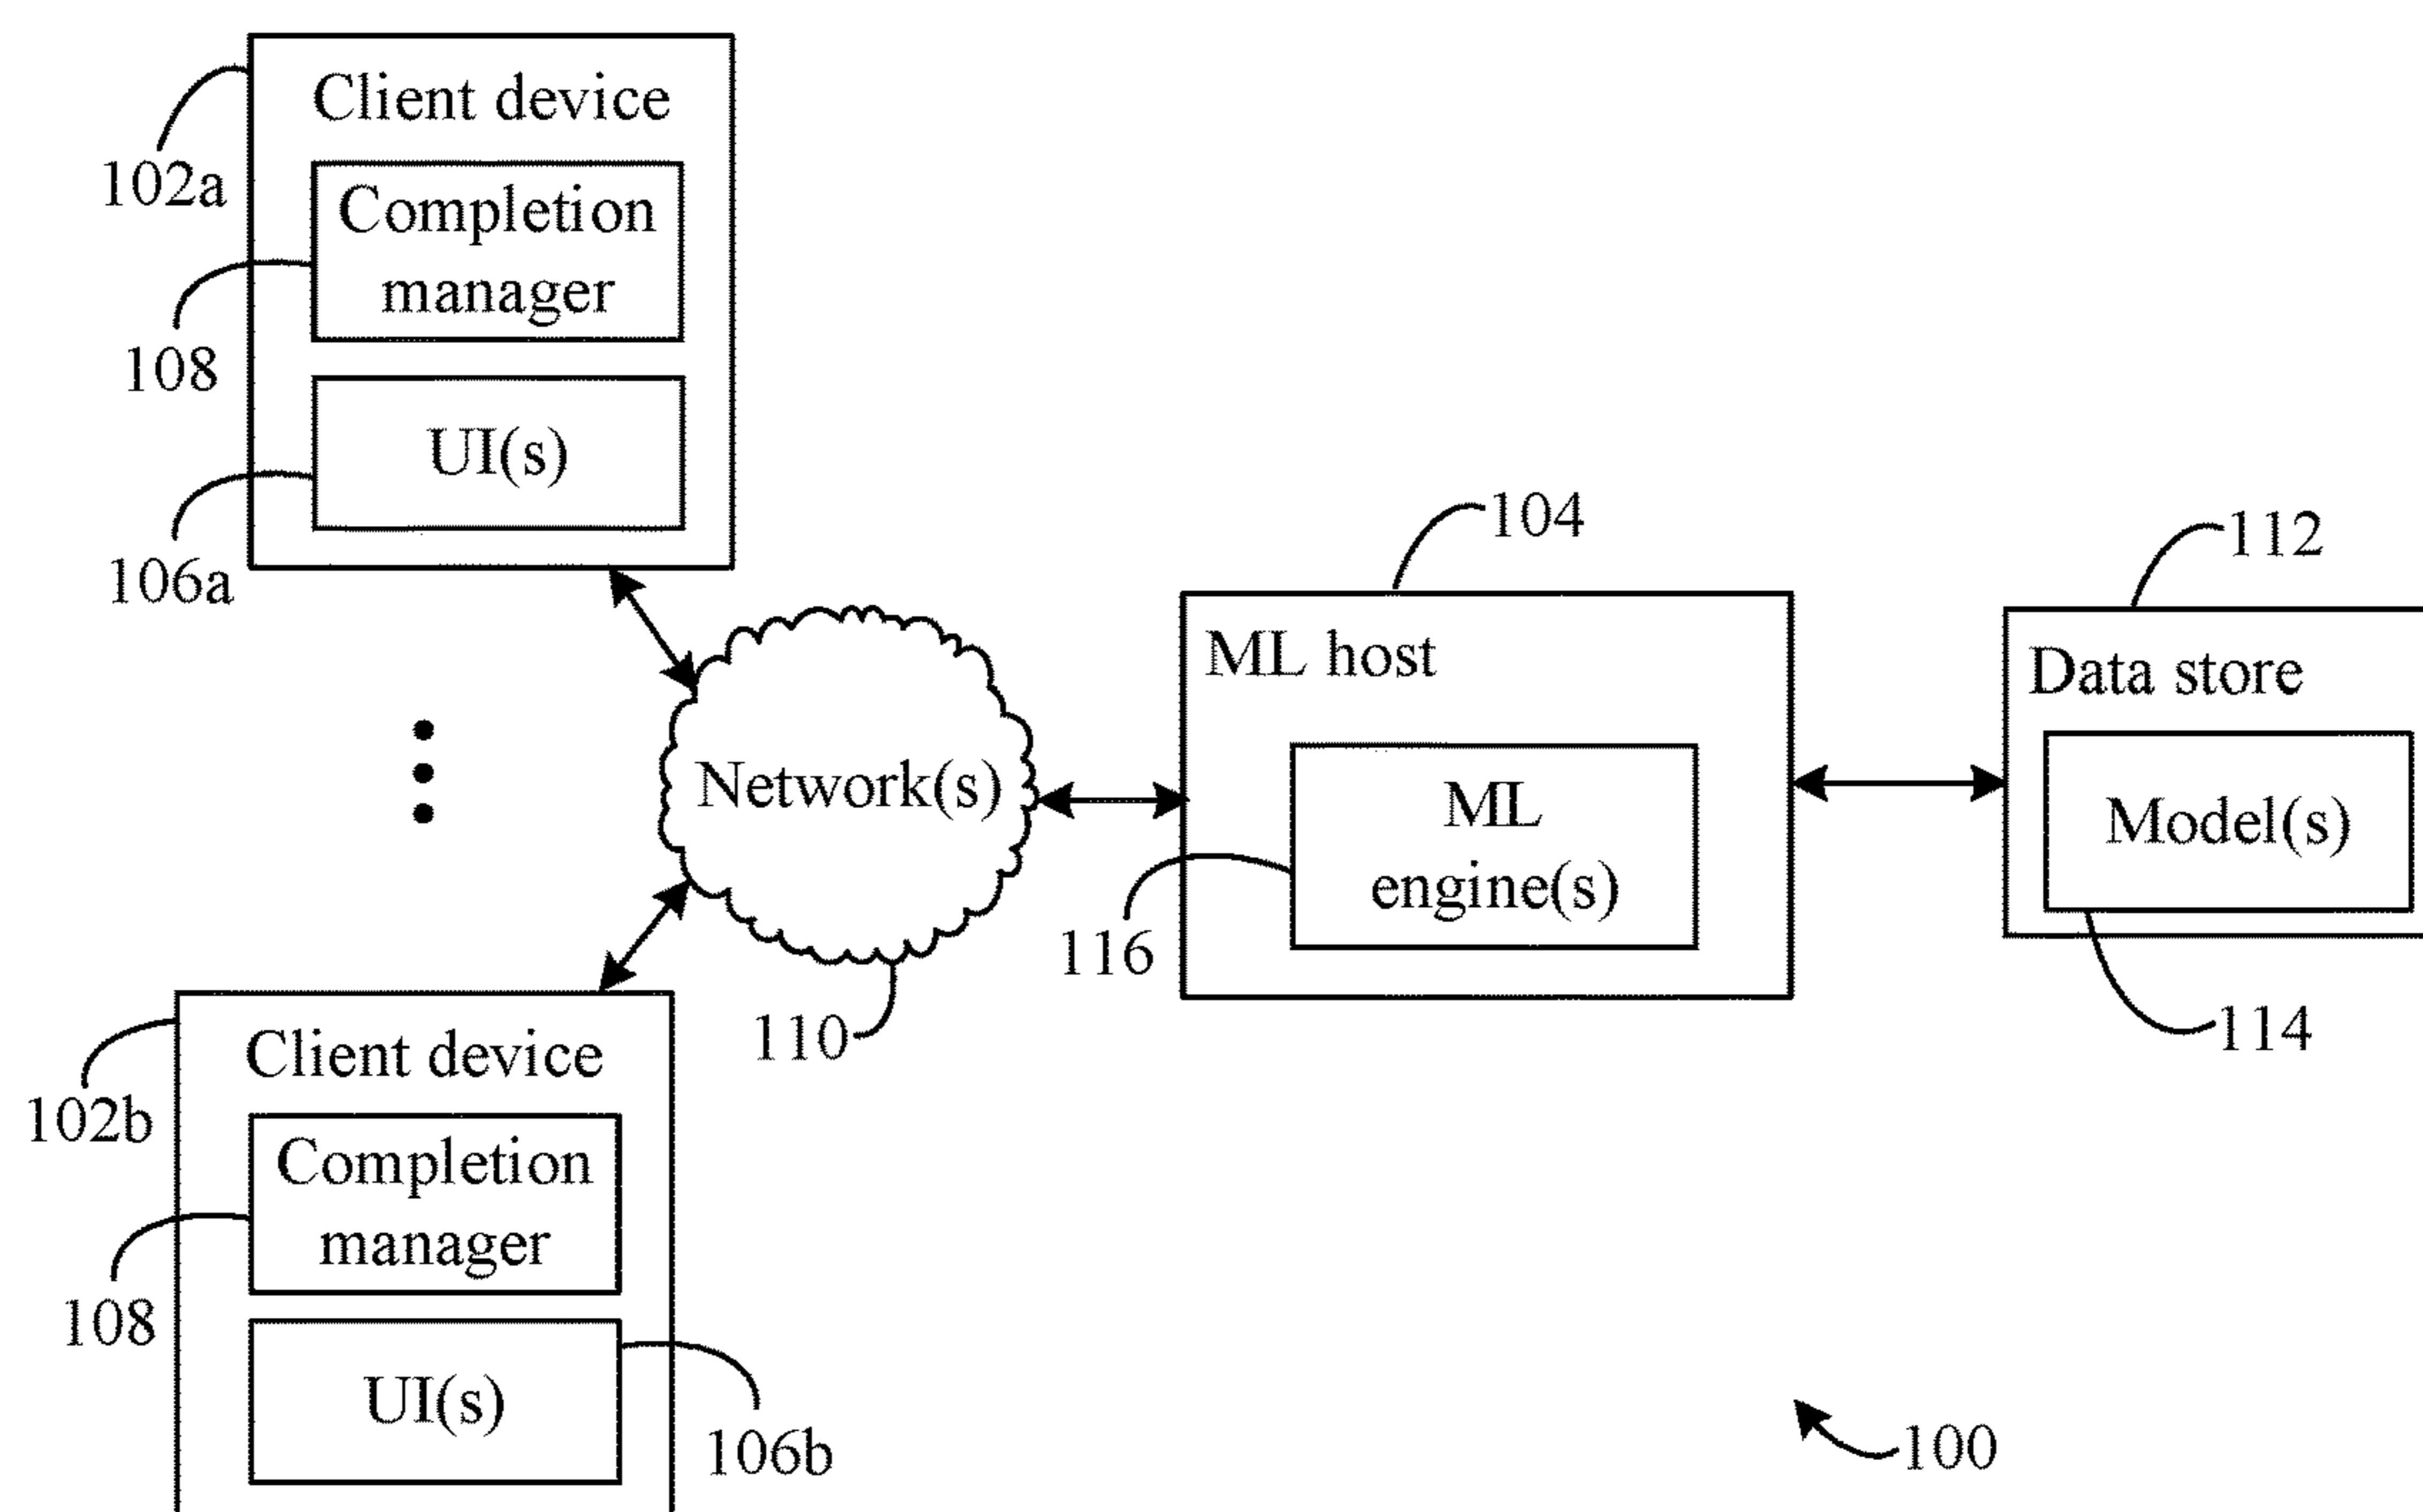 Client device
102a
Completion
manager
108
UI(s)
106a
104
112
ML host
Data store
Network(s)
ML
engine(s)
Model(s)
116
110
114
Client device
102b
Completion
manager
108
UI(s)
106b
100